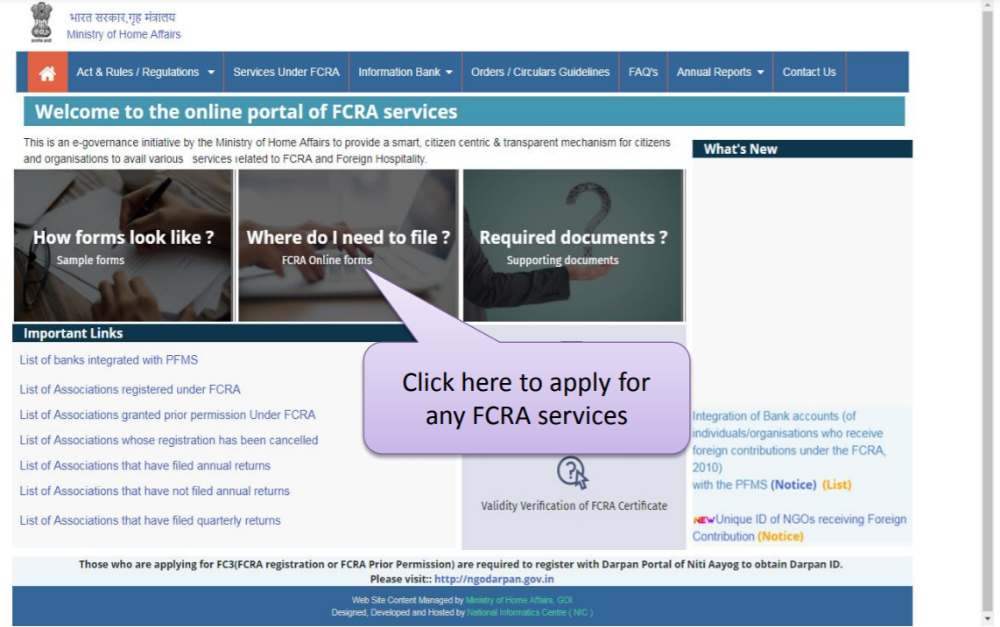 भारत सरकार,गृह मंत्रालय
Ministry of Home Affairs
Act & Rules / Regulations
Services Under FCRA
Information Bank
Orders / Circulars Guidelines
FAQ's
Annual Reports
Contact Us
Welcome to the online portal of FCRA services
This is an e-governance initiative by the Ministry of Home Affairs to provide a smart, citizen centric & transparent mechanism for citizens
and organisations to avail various services related to FCRA and Foreign Hospitality.
What's New
How forms look like ?
Sample forms
Where do I need to file ?
FCRA Online forms
Required documents ?
Supporting documents
Click here to apply for
any FCRA services
Important Links
List of banks integrated with PFMS
List of Associations registered under FCRA
List of Associations granted prior permission Under FCRA
List of Associations whose registration has been cancelled
List of Associations that have filed annual returns
List of Associations that have not filed annual returns
List of Associations that have filed quarterly returns
Validity Verification of FCRA Certificate
Integration of Bank accounts (of
individuals/organisations who receive
foreign contributions under the FCRA,
2010)
with the PFMS (Notice) (List)
NEW Unique ID of NGOs receiving Foreign
Contribution (Notice)
Those who are applying for FC3(FCRA registration or FCRA Prior Permission) are required to register with Darpan Portal of Niti Aayog to obtain Darpan ID.
Please visit:: http://ngodarpan.gov.in
Web Site Content Managed by Ministry of Home Affairs, GOI
Designed, Developed and Hosted by National Informatics Centre ( NIC )